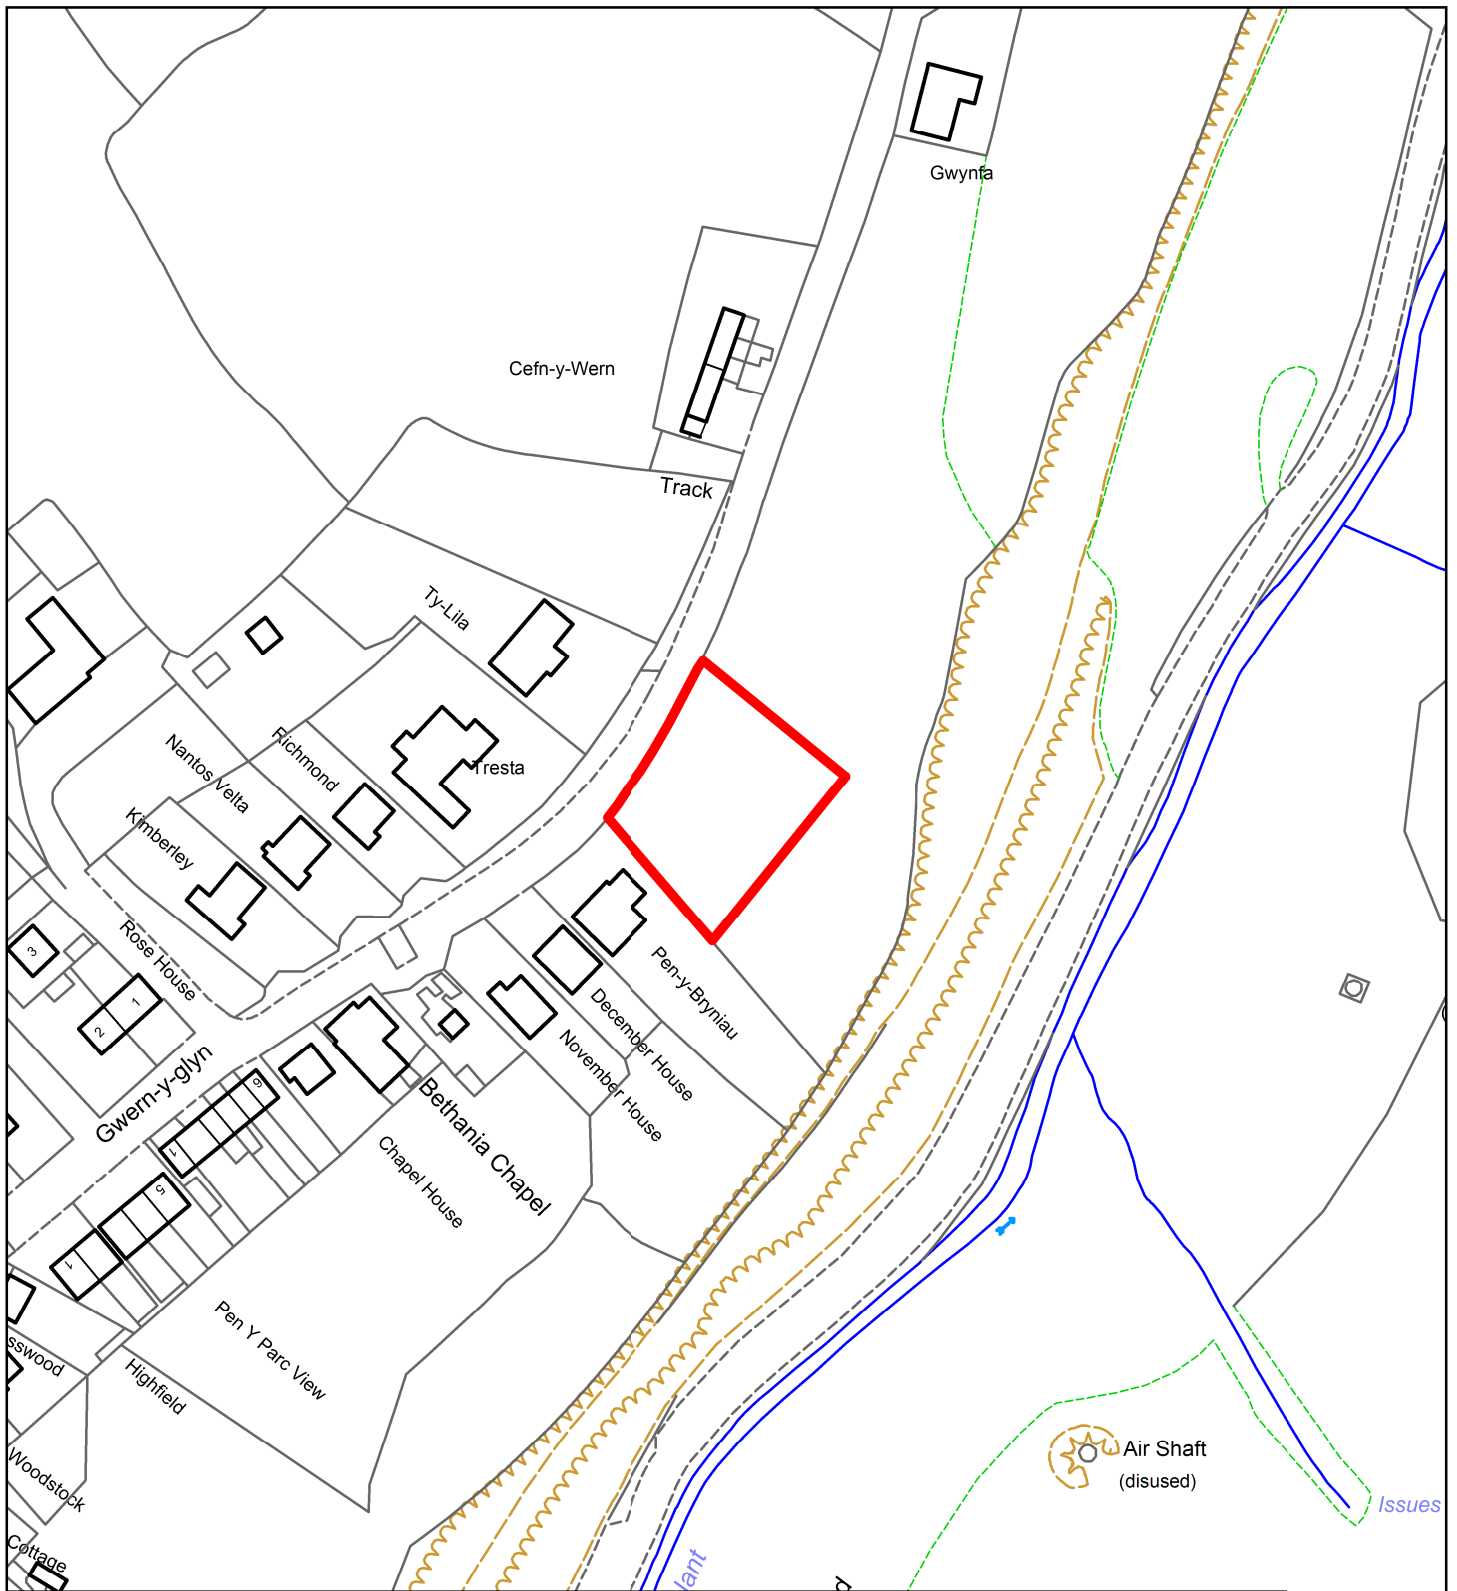 Gwynfa
Cefn-y-Wern
Track
Ty-Lila
Richmond
Tresta
Nantos Velta
Kimberley
Rose House
3
1
2
Pen-y-Bryniau
December House
November House
Gwern-y-glyn
9
1
5
1
Bethania Chapel
Chapel House
Pen Y Parc View
Highfield
sswood
Woodstock
Cottage
Air Shaft
(disused)
Issues
lant